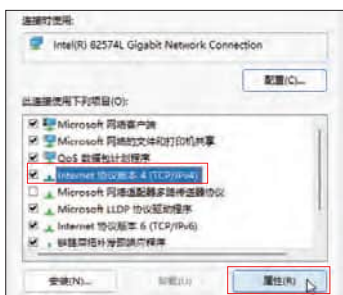 连接时使用:
Intel(R) 82574L Gigabit Network Connection
配置(C)...
此连接使用下列项目(O):
Microsoft 网络客户端
Microsoft 网络的文件和打印机共享
QoS 数据包计划程序
Internet 协议版本 4 (TCP/IPv4)
Microsoft 网络适配器多路传送器协议
Microsoft LLDP 协议驱动程序
Internet 协议版本 6 (TCP/IPv6)
链路层拓扑发现响应程序
安装(N)...
卸载(U)
属性(R)